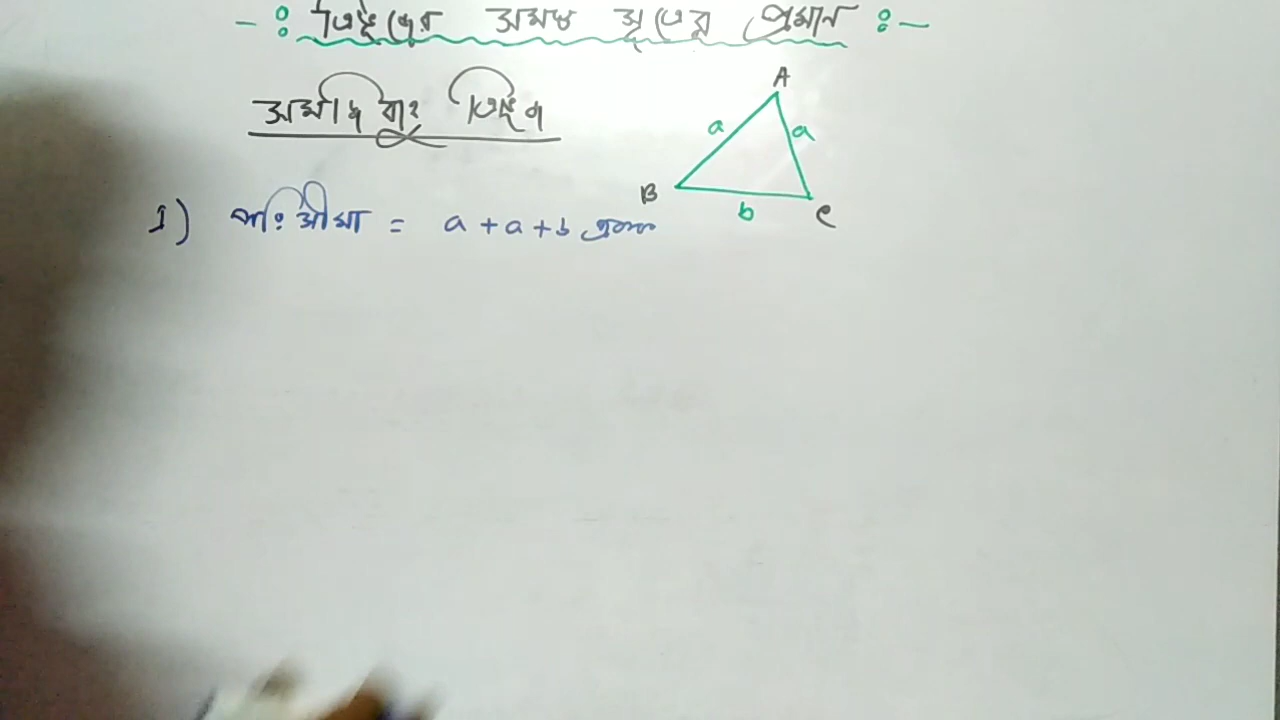 -: ত্রিভুজের সমস্ত সূত্রের প্রমান :-
সমদ্বিবাহু ত্রিভুজ
A
a a
B b C
1) পরিসীমা = a + a + b একক